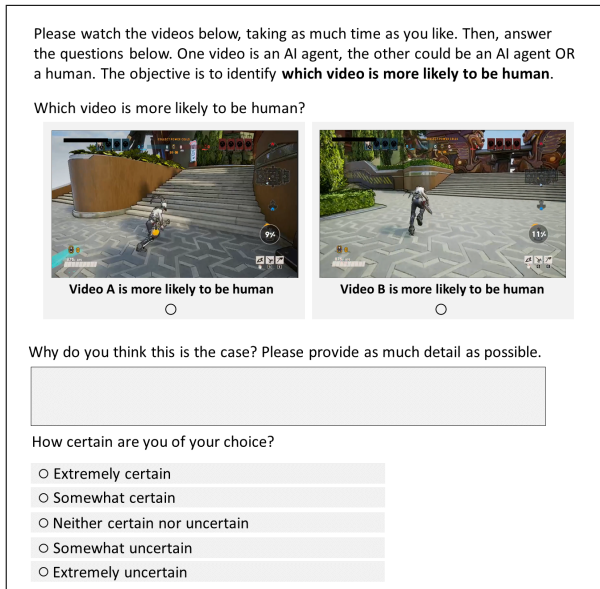 Please watch the videos below, taking as much time as you like. Then, answer
the questions below. One video is an AI agent, the other could be an AI agent OR
a human. The objective is to identify which video is more likely to be human.
Which video is more likely to be human?
9%
11%
Video A is more likely to be human
Video B is more likely to be human
Why do you think this is the case? Please provide as much detail as possible.
How certain are you of your choice?
Extremely certain
Somewhat certain
Neither certain nor uncertain
Somewhat uncertain
Extremely uncertain